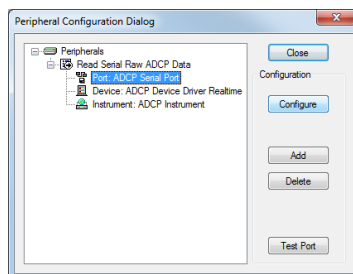 Peripheral Configuration Dialog
Peripherals
Read Serial Raw ADCP Data
Port: ADCP Serial Port
Device: ADCP Device Driver Realtime
Instrument: ADCP Instrument
Close
Configuration
Configure
Add
Delete
Test Port